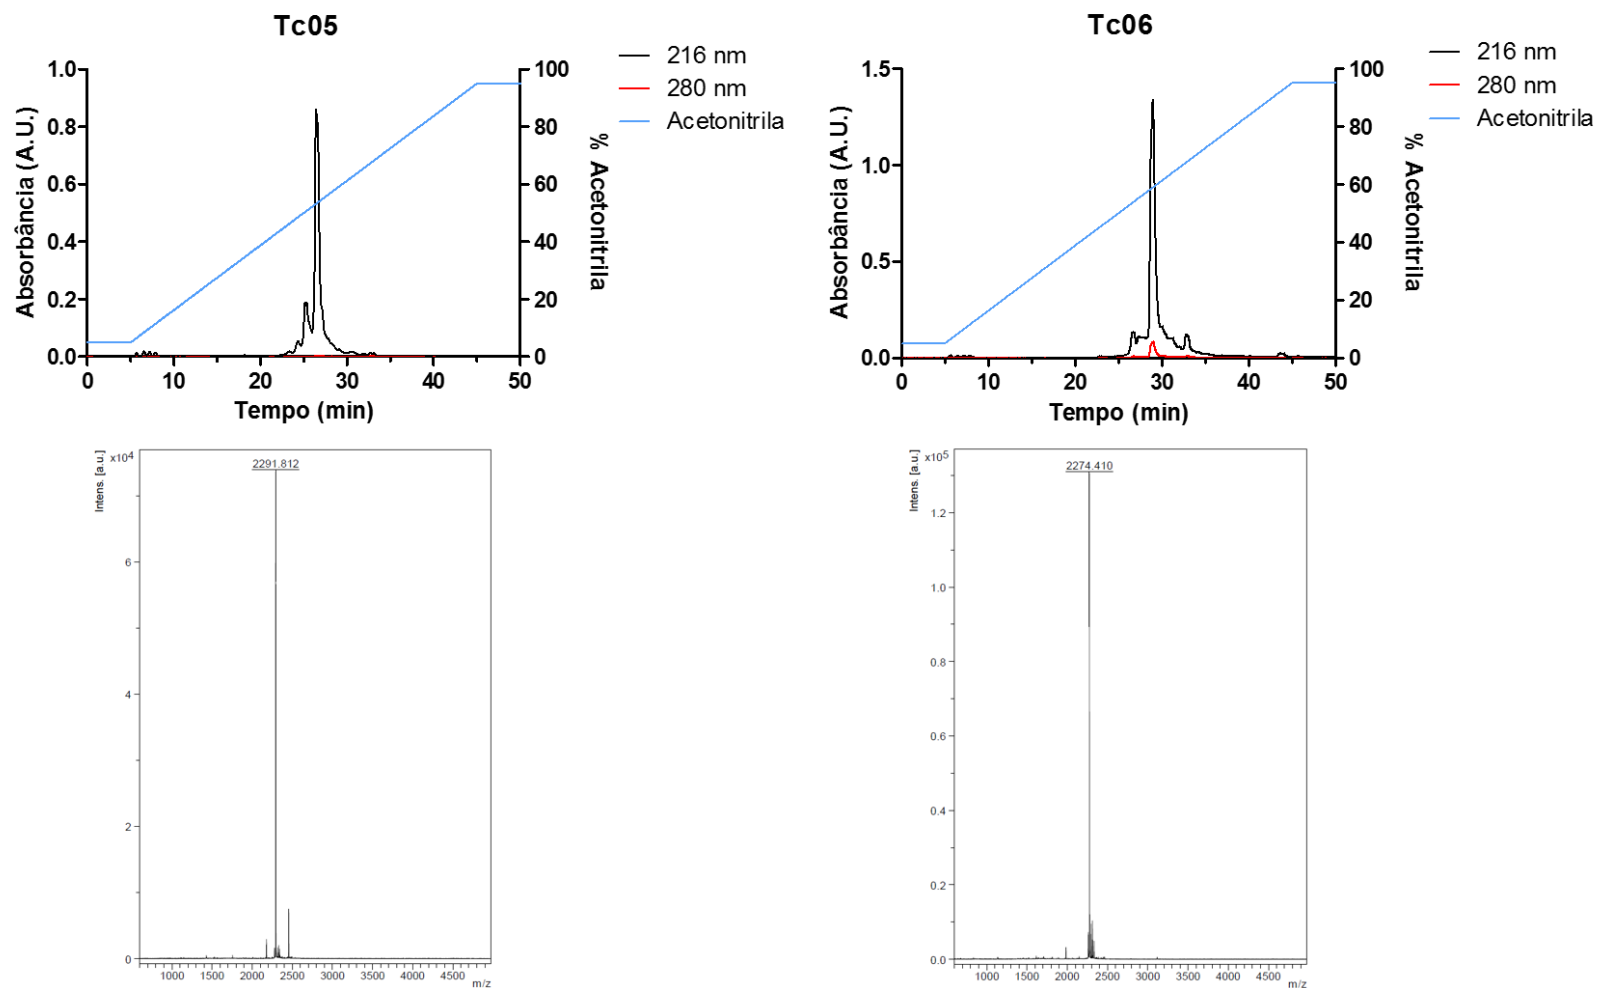 Tc05
216 nm
280 nm
Acetonitrila
Absorbância (A.U.)
1.0
0.8
0.6
0.4
0.2
0.0
100
80
60
40
20
0
% Acetonitrila
0 10 20 30 40 50
Tempo (min)
Tc06
216 nm
280 nm
Acetonitrila
Absorbância (A.U.)
1.5
1.0
0.5
0.0
100
80
60
40
20
0
% Acetonitrila
0 10 20 30 40 50
Tempo (min)
Intens. [a.u.]
x10⁴
2291.812
6
4
2
0
1000 1500 2000 2500 3000 3500 4000 4500
m/z
Intens. [a.u.]
x10⁵
2274.410
1.2
1.0
0.8
0.6
0.4
0.2
0.0
1000 1500 2000 2500 3000 3500 4000 4500
m/z